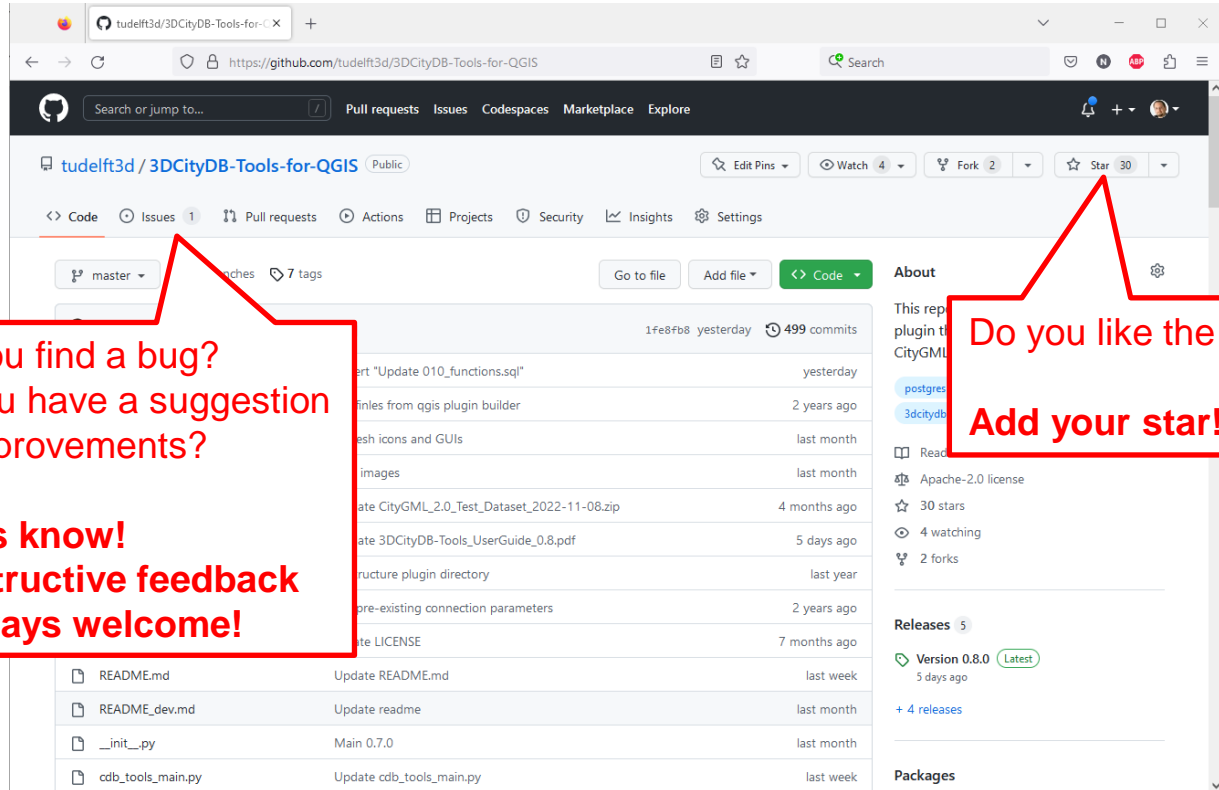 tudelft3d/3DCityDB-Tools-for-
https://github.com/tudelft3d/3DCityDB-Tools-for-QGIS
Search
N
ABP
Search or jump to...
/
Pull requests Issues Codespaces Marketplace Explore
tudelft3d / 3DCityDB-Tools-for-QGIS Public
Edit Pins
Watch 4
Fork 2
Star 30
Code
Issues 1
Pull requests
Actions
Projects
Security
Insights
Settings
master
nches
7 tags
Go to file
Add file
Code
1fe8fb8 yesterday 499 commits
ert "Update 010_functions.sql" yesterday
finles from qgis plugin builder 2 years ago
esh icons and GUIs last month
images last month
ate CityGML_2.0_Test_Dataset_2022-11-08.zip 4 months ago
ate 3DCityDB-Tools_UserGuide_0.8.pdf 5 days ago
ructure plugin directory last year
pre-existing connection parameters 2 years ago
ate LICENSE 7 months ago
README.md Update README.md last week
README_dev.md Update readme last month
__init__.py Main 0.7.0 last month
cdb_tools_main.py Update cdb_tools_main.py last week
ou find a bug?
u have a suggestion
provements?
s know!
tructive feedback
ays welcome!
About
This rep
plugin th
CityGML
postgres
3dcitydb
Read
Apache-2.0 license
30 stars
4 watching
2 forks
Do you like the
Add your star!
Releases 5
Version 0.8.0 Latest
5 days ago
+ 4 releases
Packages